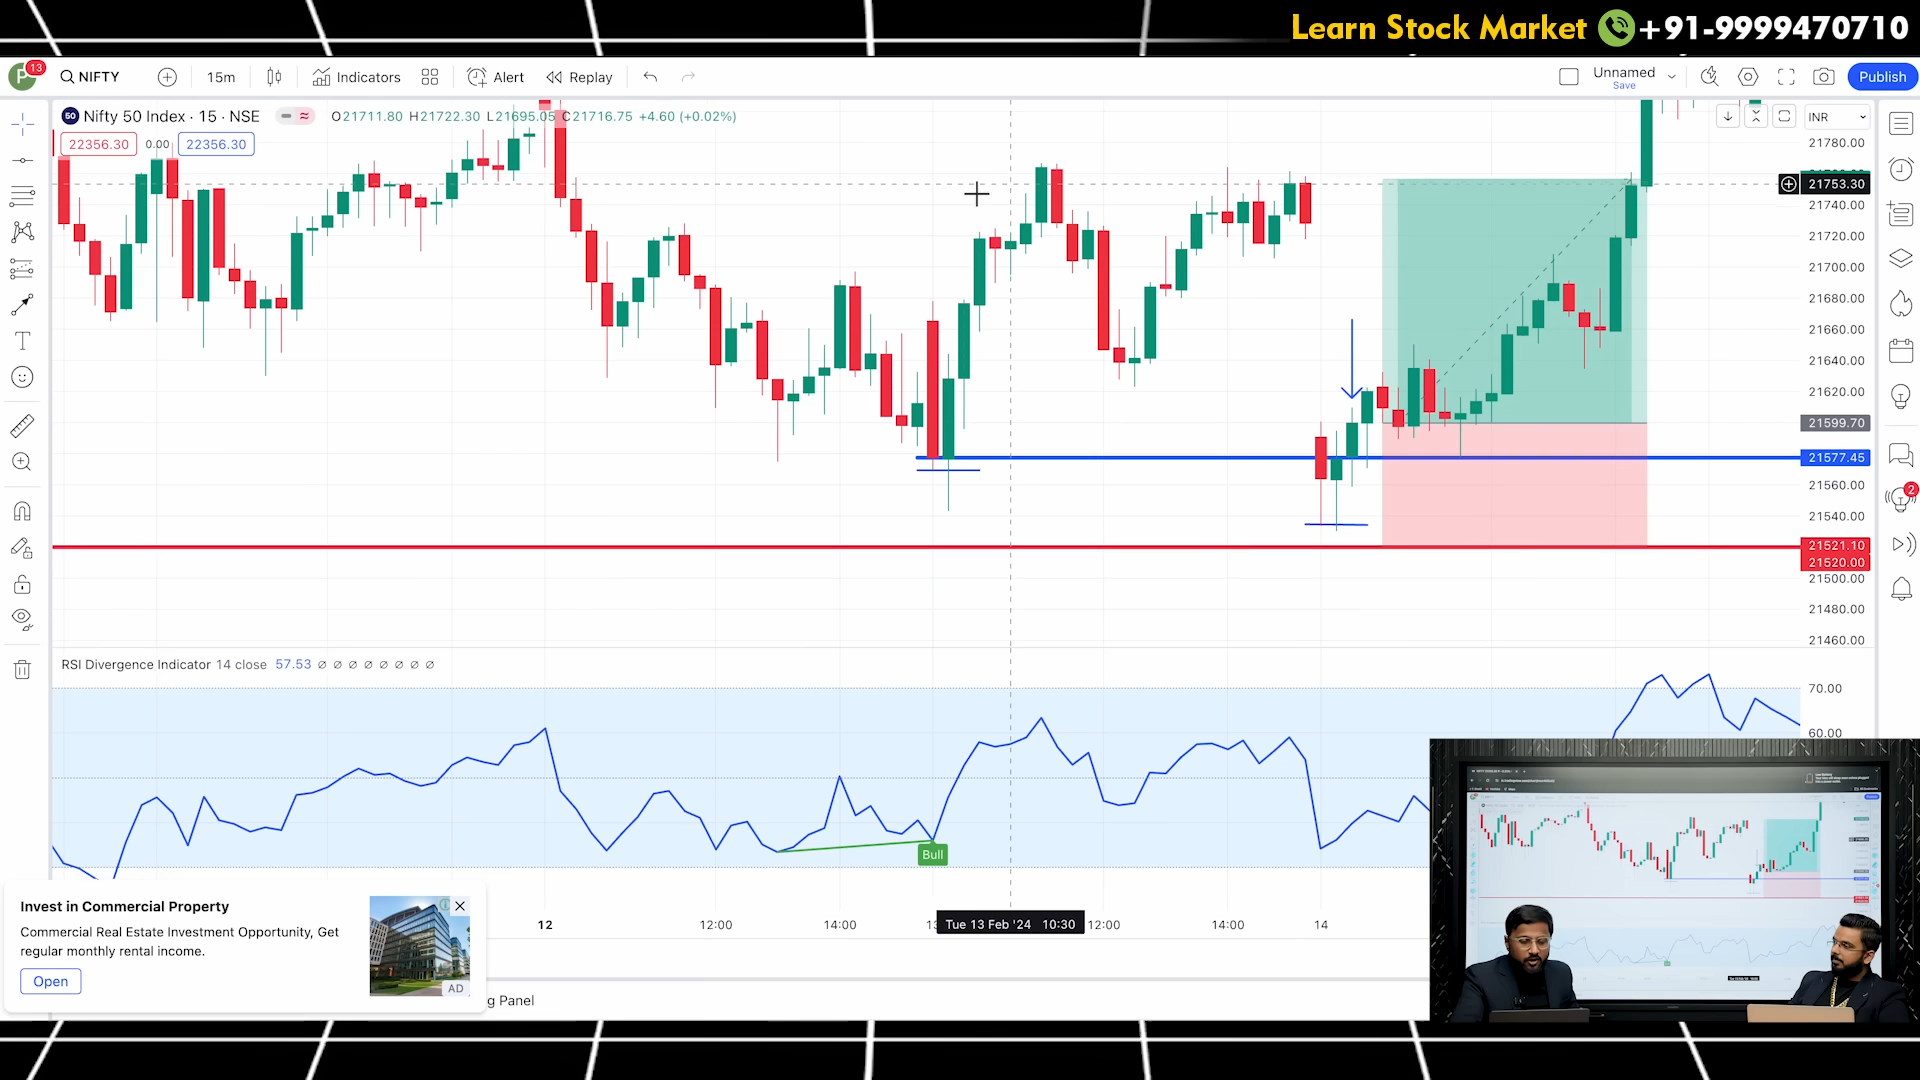 Learn Stock Market +91-9999470710
P 13 NIFTY 15m Indicators Alert Replay Unnamed Save Publish
50 Nifty 50 Index · 15 · NSE O21711.80 H21722.30 L21695.05 C21716.75 +4.60 (+0.02%)
22356.30 0.00 22356.30
INR
21780.00
21753.30
21740.00
21720.00
21700.00
21680.00
21660.00
21640.00
21620.00
21599.70
21577.45
21560.00
21540.00
21521.10
21520.00
21500.00
21480.00
21460.00
2
RSI Divergence Indicator 14 close 57.53 ∅ ∅ ∅ ∅ ∅ ∅ ∅ ∅
70.00
60.00
Bull
12 12:00 14:00 Tue 13 Feb '24 10:30 12:00 14:00 14
Invest in Commercial Property
Commercial Real Estate Investment Opportunity, Get
regular monthly rental income.
Open
AD
g Panel